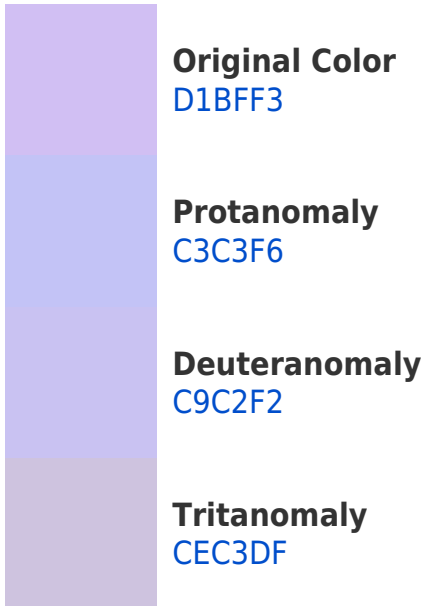 Original Color
D1BFF3
Protanomaly
C3C3F6
Deuteranomaly
C9C2F2
Tritanomaly
CEC3DF